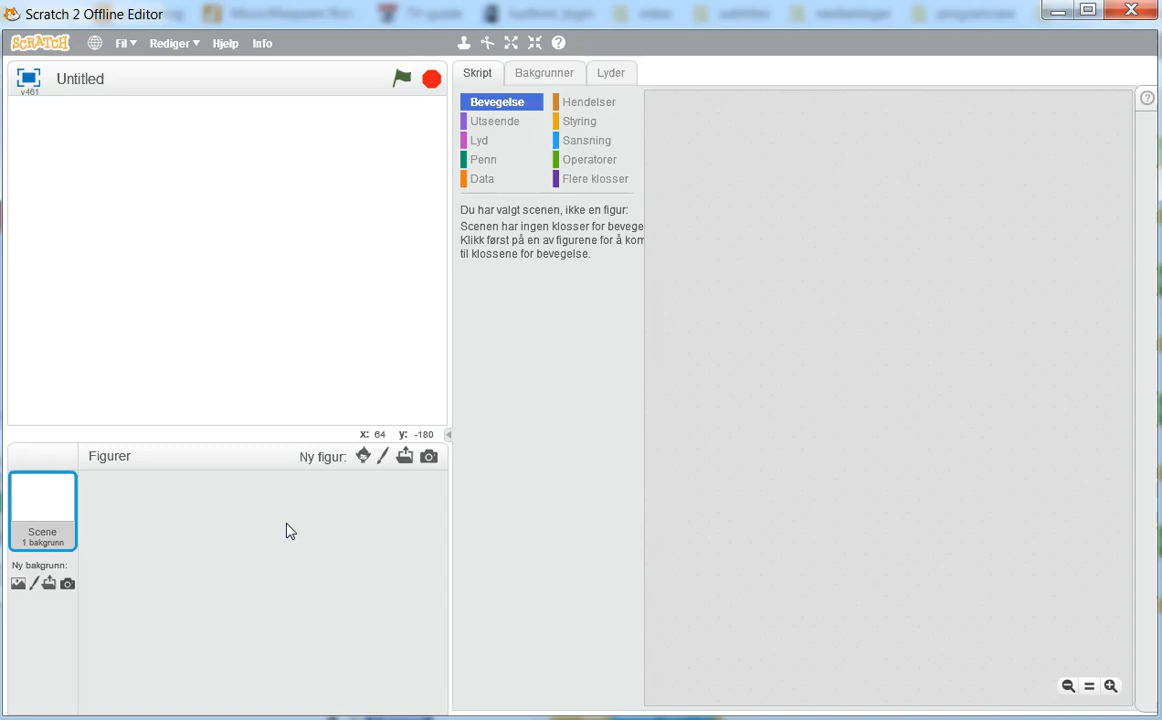 Scratch 2 Offline Editor
SCRATCH Fil Rediger Hjelp Info
v461 Untitled
Skript Bakgrunner Lyder
Bevegelse Hendelser
Utseende Styring
Lyd Sansning
Penn Operatorer
Data Flere klosser
Du har valgt scenen, ikke en figur:
Scenen har ingen klosser for bevege
Klikk først på en av figurene for å kom
til klossene for bevegelse.
x: 64 y: -180
Figurer Ny figur:
Scene
1 bakgrunn
Ny bakgrunn: